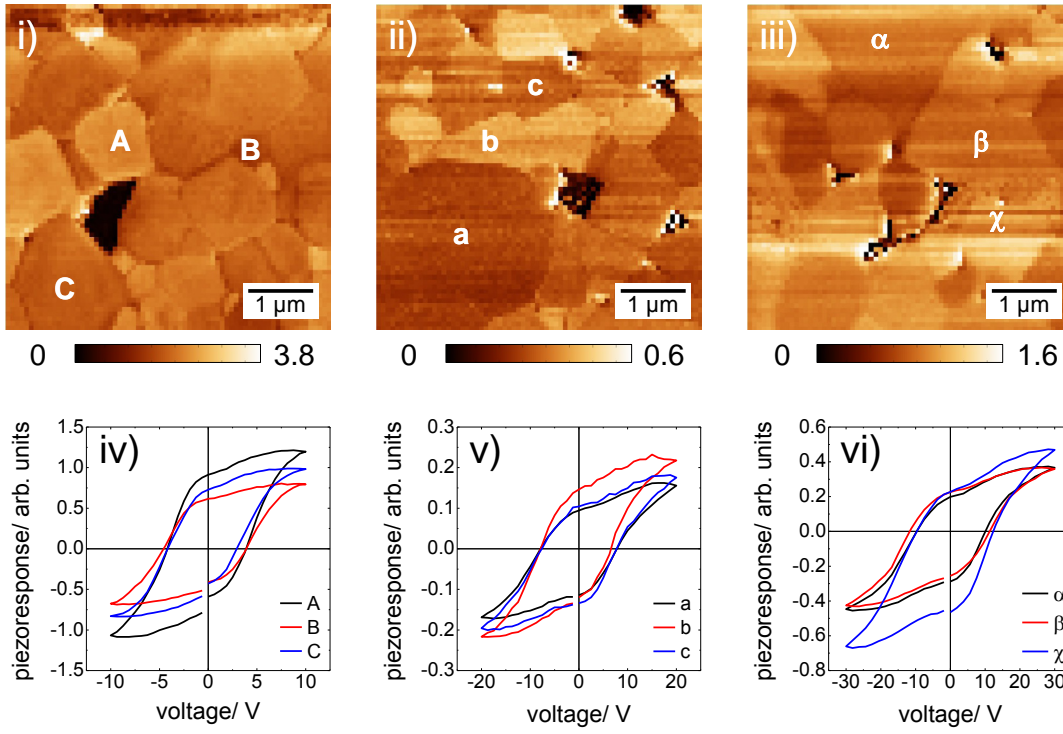 i)
A
B
C
1 µm
0
3.8
ii)
c
b
a
1 µm
0
0.6
iii)
α
β
χ
1 µm
0
1.6
iv)
piezoresponse/ arb. units
1.5
1.0
0.5
0.0
-0.5
-1.0
-1.5
-10 -5 0 5 10
voltage/ V
A
B
C
v)
piezoresponse/ arb. units
0.3
0.2
0.1
0.0
-0.1
-0.2
-0.3
-20 -10 0 10 20
voltage/ V
a
b
c
vi)
piezoresponse/ arb. units
0.8
0.6
0.4
0.2
0.0
-0.2
-0.4
-0.6
-0.8
-30 -20 -10 0 10 20 30
voltage/ V
α
β
χ